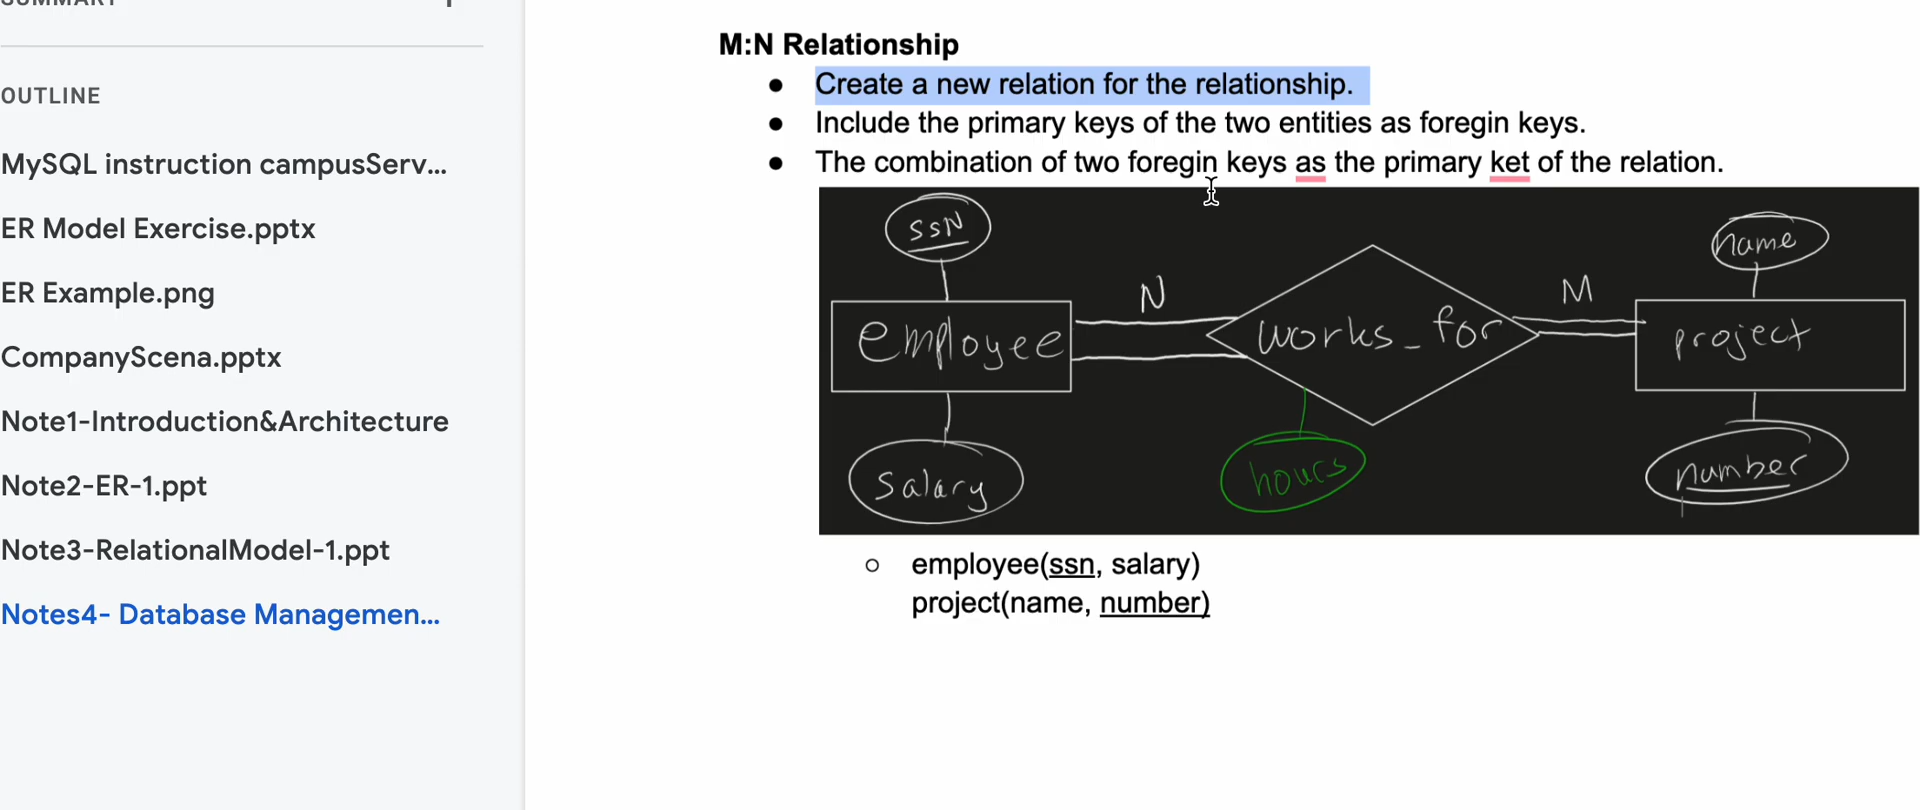 OUTLINE
MySQL instruction campusServ...
ER Model Exercise.pptx
ER Example.png
CompanyScena.pptx
Note1-Introduction&Architecture
Note2-ER-1.ppt
Note3-RelationalModel-1.ppt
Notes4- Database Managemen...
M:N Relationship
● Create a new relation for the relationship.
● Include the primary keys of the two entities as foregin keys.
● The combination of two foregin keys as the primary ket of the relation.
ssN
name
N
M
employee
works_for
project
salary
hours
number
○ employee(ssn, salary)
project(name, number)